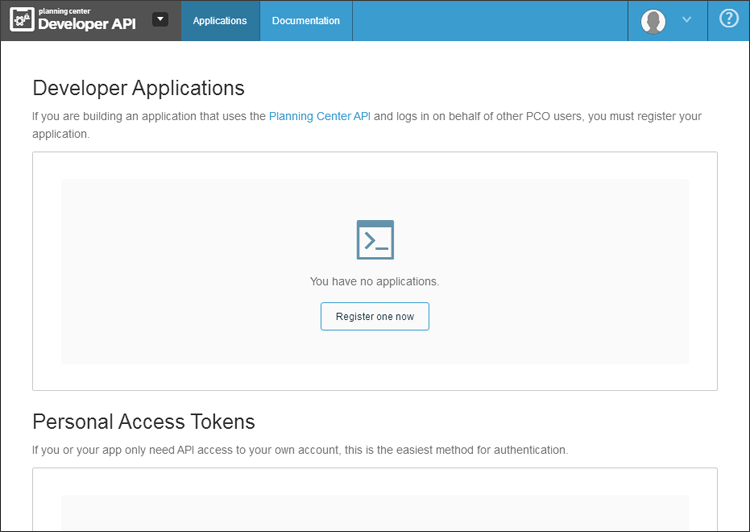 planning center
Developer API
Applications
Documentation
Developer Applications
If you are building an application that uses the Planning Center API and logs in on behalf of other PCO users, you must register your
application.
You have no applications.
Register one now
Personal Access Tokens
If you or your app only need API access to your own account, this is the easiest method for authentication.